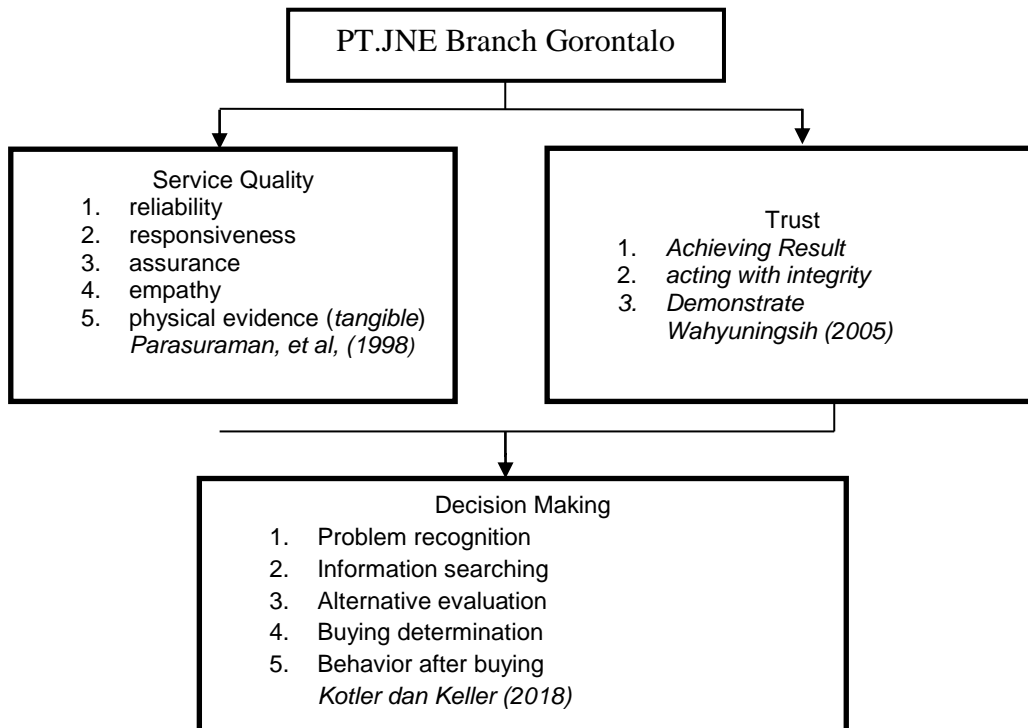 PT.JNE Branch Gorontalo
Service Quality
1. reliability
2. responsiveness
3. assurance
4. empathy
5. physical evidence (tangible)
Parasuraman, et al, (1998)
Trust
1. Achieving Result
2. acting with integrity
3. Demonstrate
Wahyuningsih (2005)
Decision Making
1. Problem recognition
2. Information searching
3. Alternative evaluation
4. Buying determination
5. Behavior after buying
Kotler dan Keller (2018)